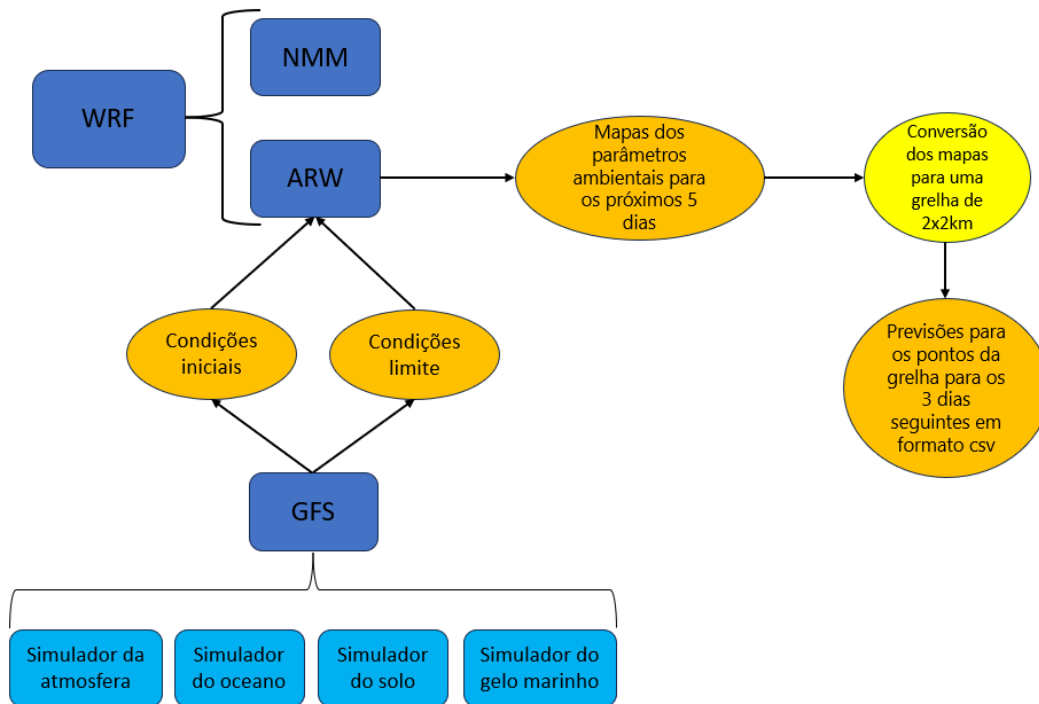 NMM
WRF
ARW
Mapas dos
parâmetros
ambientais para
os próximos 5
dias
Conversão
dos mapas
para uma
grelha de
2x2km
Condições
iniciais
Condições
limite
Previsões para
os pontos da
grelha para os
3 dias
seguintes em
formato csv
GFS
Simulador da
atmosfera
Simulador
do oceano
Simulador
do solo
Simulador do
gelo marinho